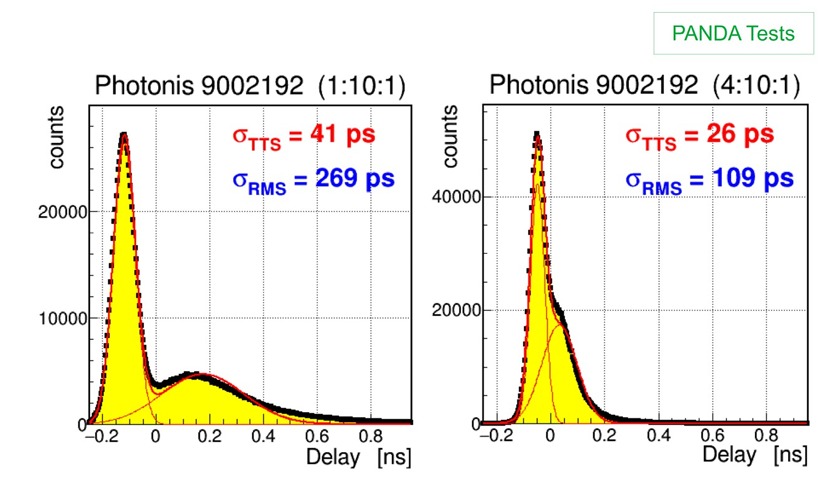 PANDA Tests
Photonis 9002192 (1:10:1)
counts
σTTS = 41 ps
σRMS = 269 ps
20000
10000
0
−0.2 0 0.2 0.4 0.6 0.8
Delay [ns]
Photonis 9002192 (4:10:1)
counts
σTTS = 26 ps
σRMS = 109 ps
40000
20000
0
−0.2 0 0.2 0.4 0.6 0.8
Delay [ns]